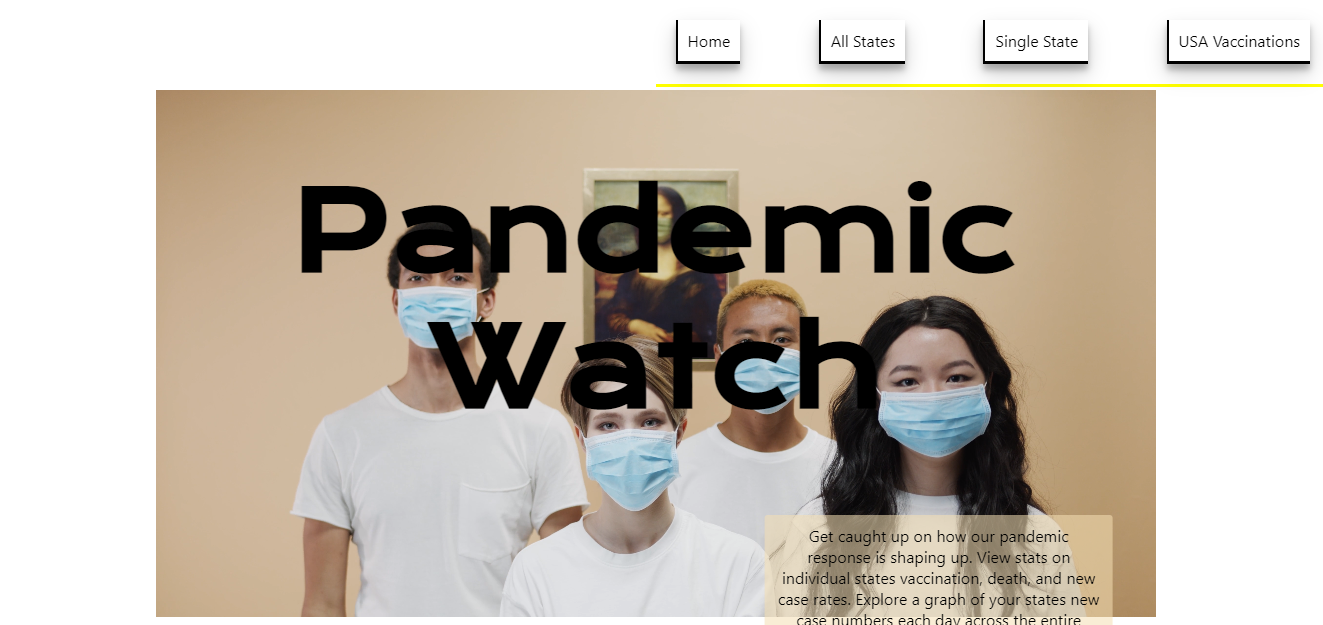 Home All States Single State USA Vaccinations
Pandemic
Watch
Get caught up on how our pandemic
response is shaping up. View stats on
individual states vaccination, death, and new
case rates. Explore a graph of your states new
case numbers each day across the entire